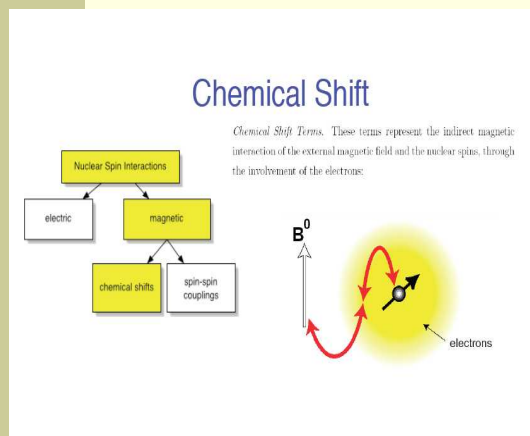 Chemical Shift
Chemical Shift Terms. These terms represent the indirect magnetic
interaction of the external magnetic field and the nuclear spins, through
the involvement of the electrons:
Nuclear Spin Interactions
electric
magnetic
chemical shifts
spin-spin
couplings
B⁰
electrons